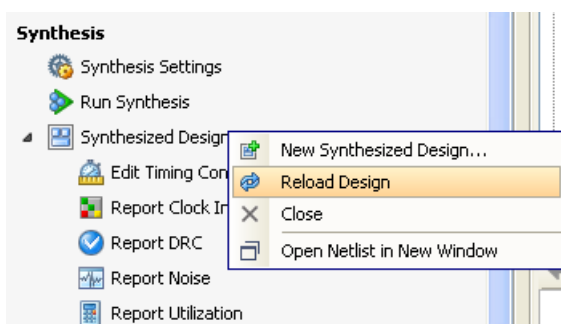 Synthesis
Synthesis Settings
Run Synthesis
Synthesized Design
New Synthesized Design...
Edit Timing Con
Reload Design
Report Clock In
Close
Report DRC
Open Netlist in New Window
Report Noise
Report Utilization